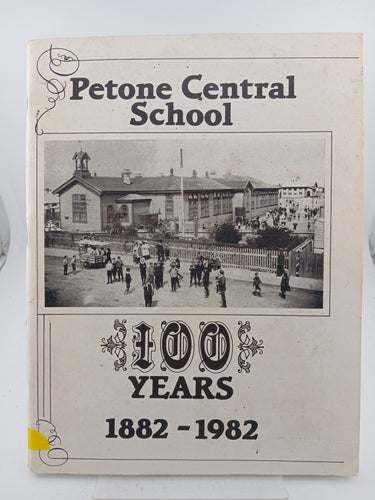 Petone Central
School
100
YEARS
1882 - 1982